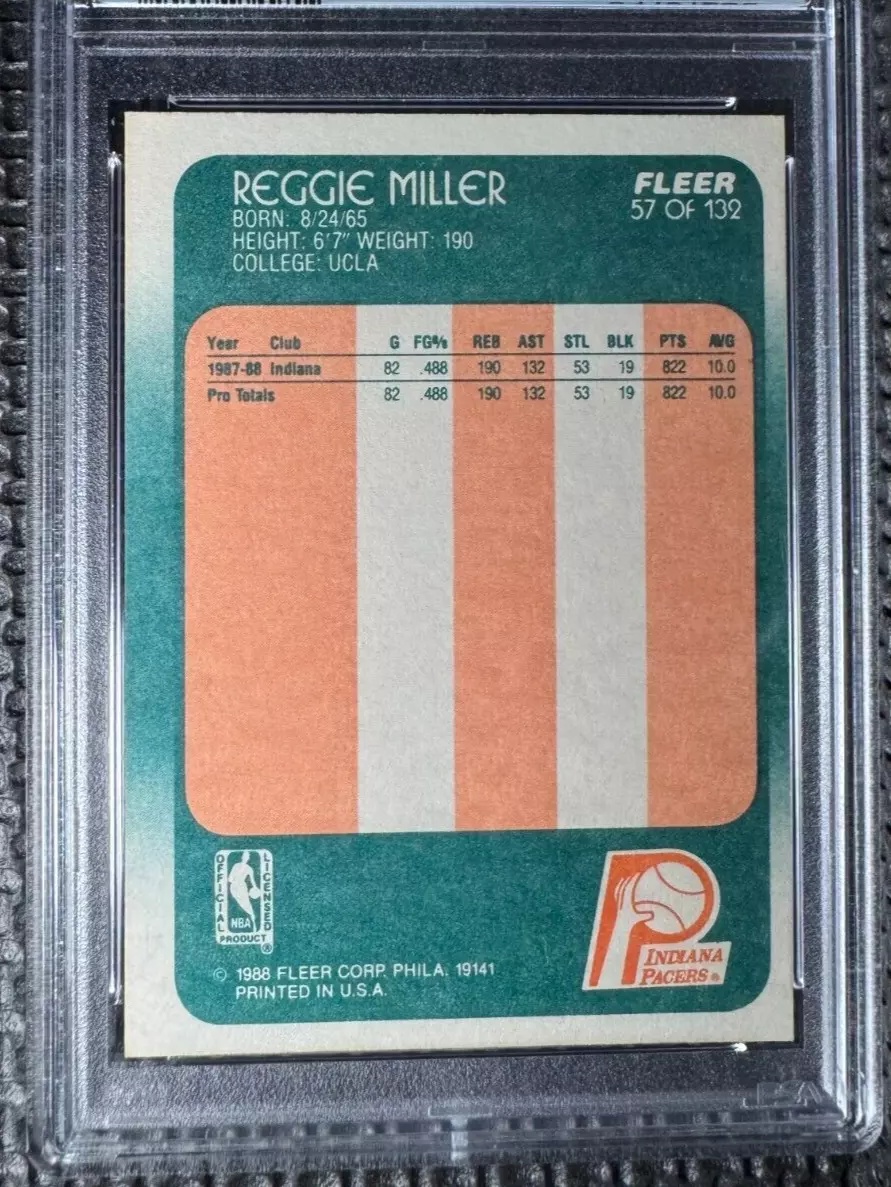 REGGIE MILLER
BORN: 8/24/65
HEIGHT: 6'7" WEIGHT: 190
COLLEGE: UCLA
FLEER
57 OF 132
Year Club G FG% REB AST STL BLK PTS AVG
1987-88 Indiana 82 .488 190 132 53 19 822 10.0
Pro Totals 82 .488 190 132 53 19 822 10.0
OFFICIAL LICENSED
NBA
PRODUCT ®
© 1988 FLEER CORP. PHILA. 19141
PRINTED IN U.S.A.
INDIANA
PACERS ®